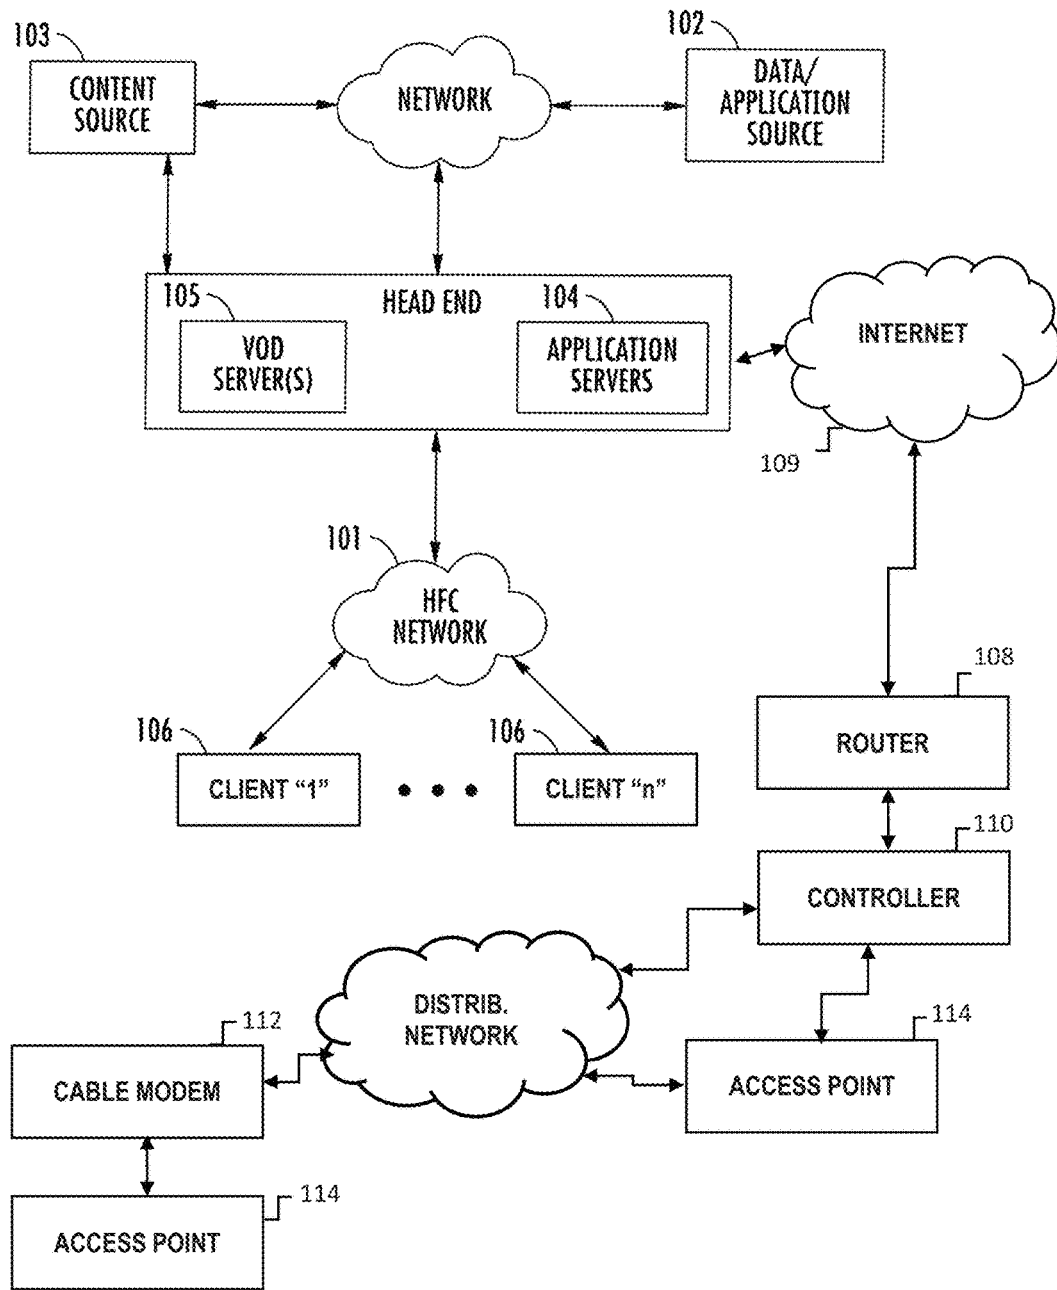 103
102
CONTENT
SOURCE
NETWORK
DATA/
APPLICATION
SOURCE
105
HEAD END
104
VOD
SERVER(S)
APPLICATION
SERVERS
INTERNET
109
101
HFC
NETWORK
108
106
106
ROUTER
CLIENT "1"
CLIENT "n"
110
CONTROLLER
DISTRIB.
NETWORK
112
114
CABLE MODEM
ACCESS POINT
114
ACCESS POINT